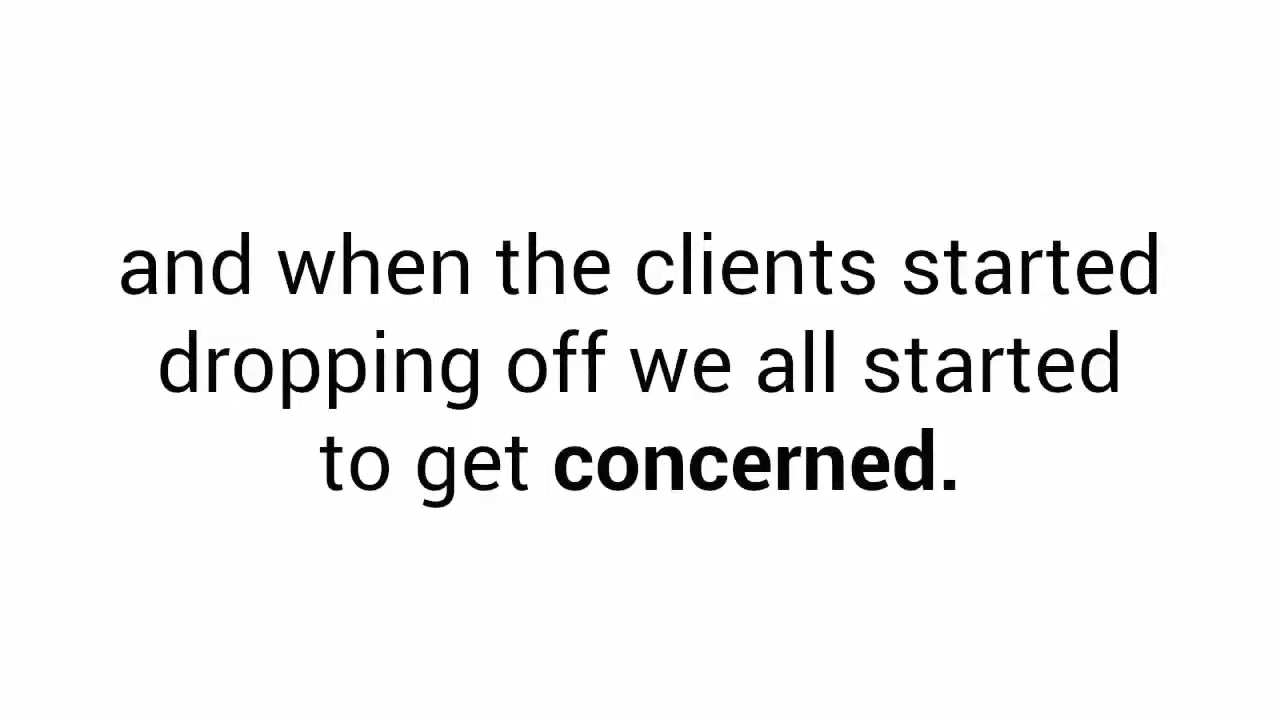 and when the clients started
dropping off we all started
to get concerned.